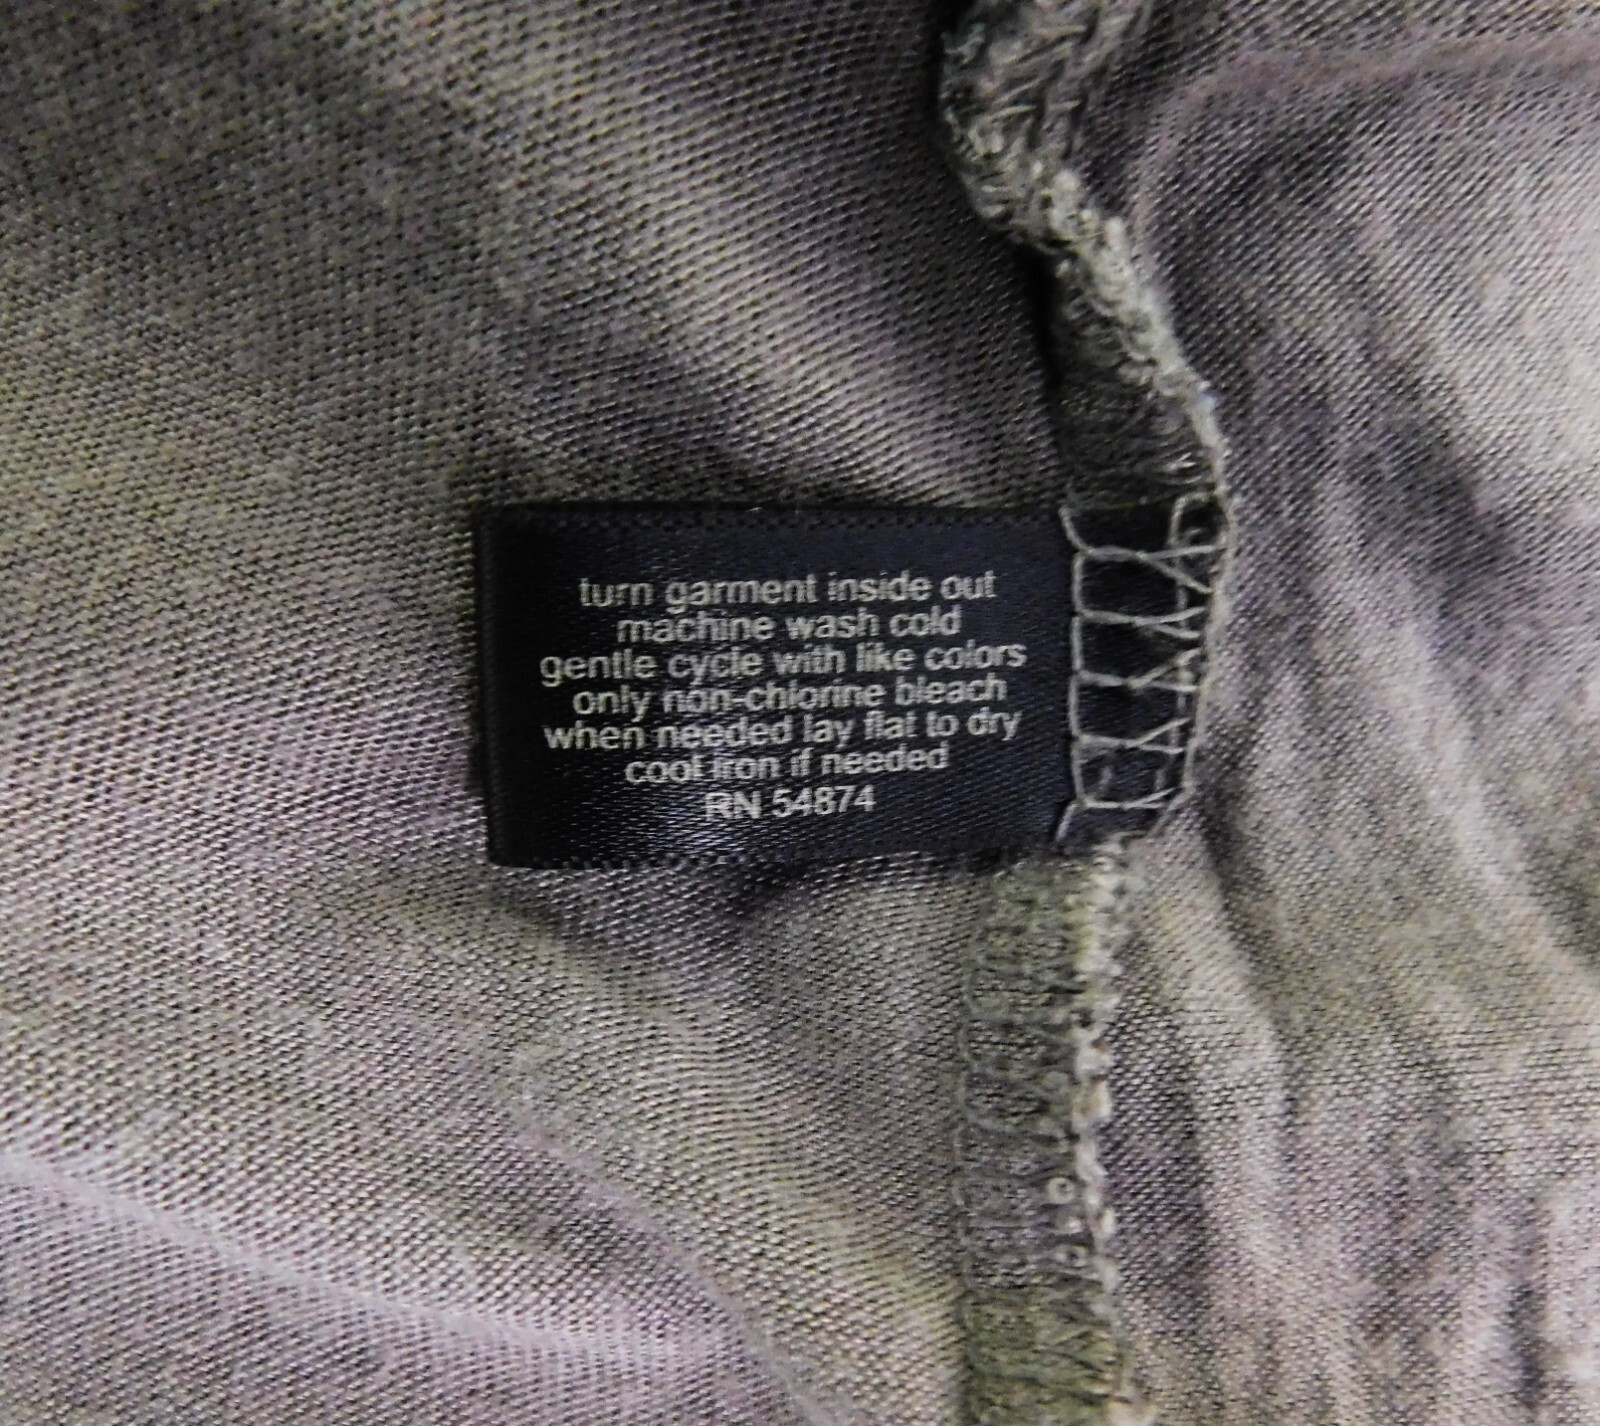 turn garment inside out
machine wash cold
gentle cycle with like colors
only non-chlorine bleach
when needed lay flat to dry
cool iron if needed
RN 54874